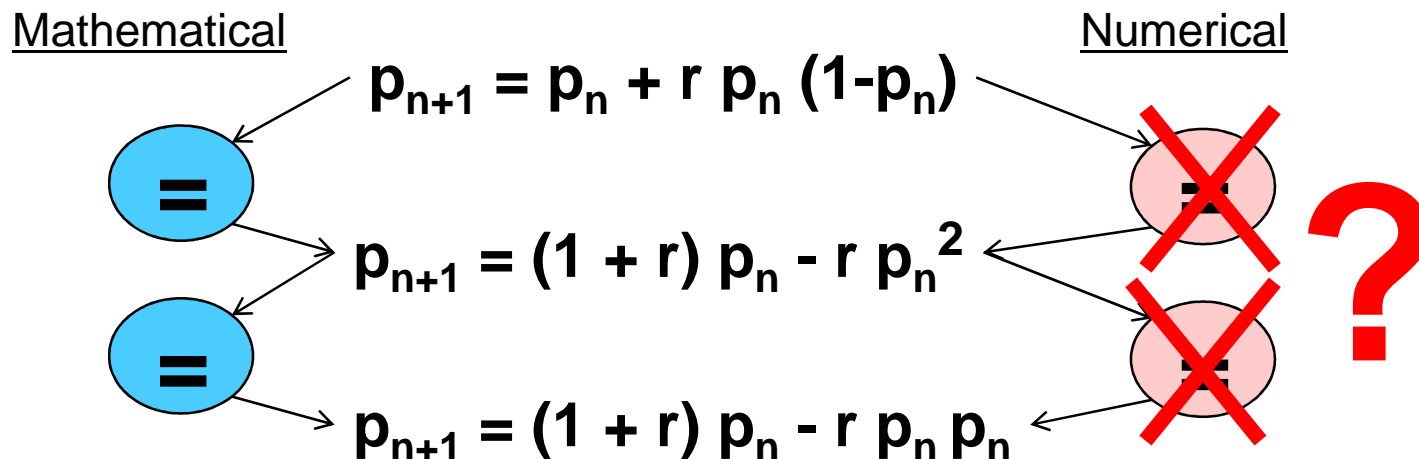 Mathematical
Numerical
pₙ₊₁ = pₙ + r pₙ (1-pₙ)
=
=
pₙ₊₁ = (1 + r) pₙ - r pₙ²
?
=
=
pₙ₊₁ = (1 + r) pₙ - r pₙ pₙ